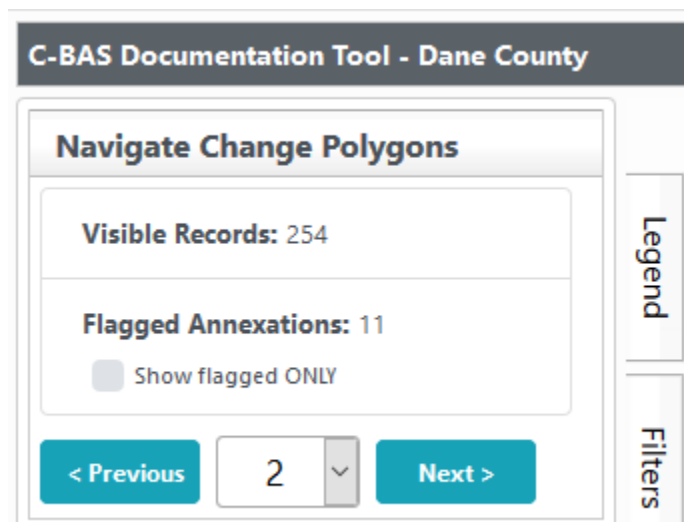 C-BAS Documentation Tool - Dane County
Navigate Change Polygons
Visible Records: 254
Flagged Annexations: 11
Show flagged ONLY
< Previous
2
Next >
Legend
Filters